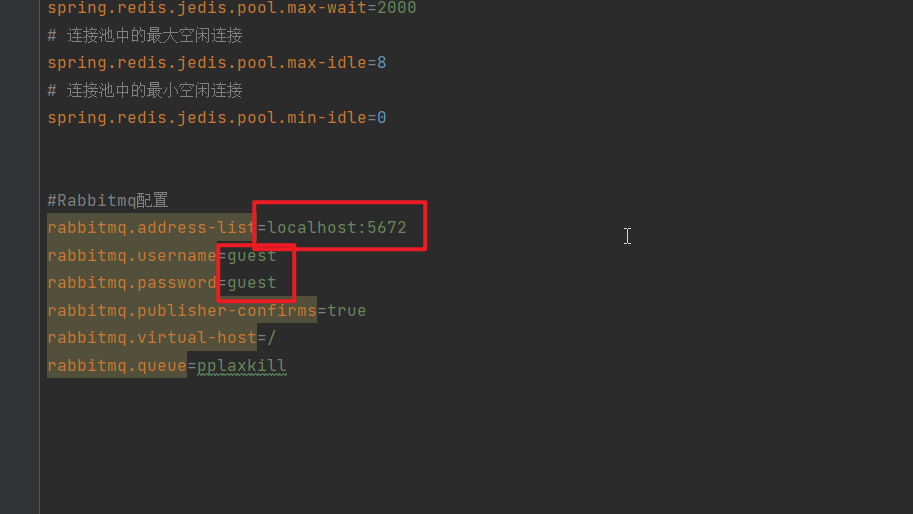 spring.redis.jedis.pool.max-wait=2000
# 连接池中的最大空闲连接
spring.redis.jedis.pool.max-idle=8
# 连接池中的最小空闲连接
spring.redis.jedis.pool.min-idle=0
#Rabbitmq配置
rabbitmq.address-list=localhost:5672
rabbitmq.username=guest
rabbitmq.password=guest
rabbitmq.publisher-confirms=true
rabbitmq.virtual-host=/
rabbitmq.queue=pplaxkill